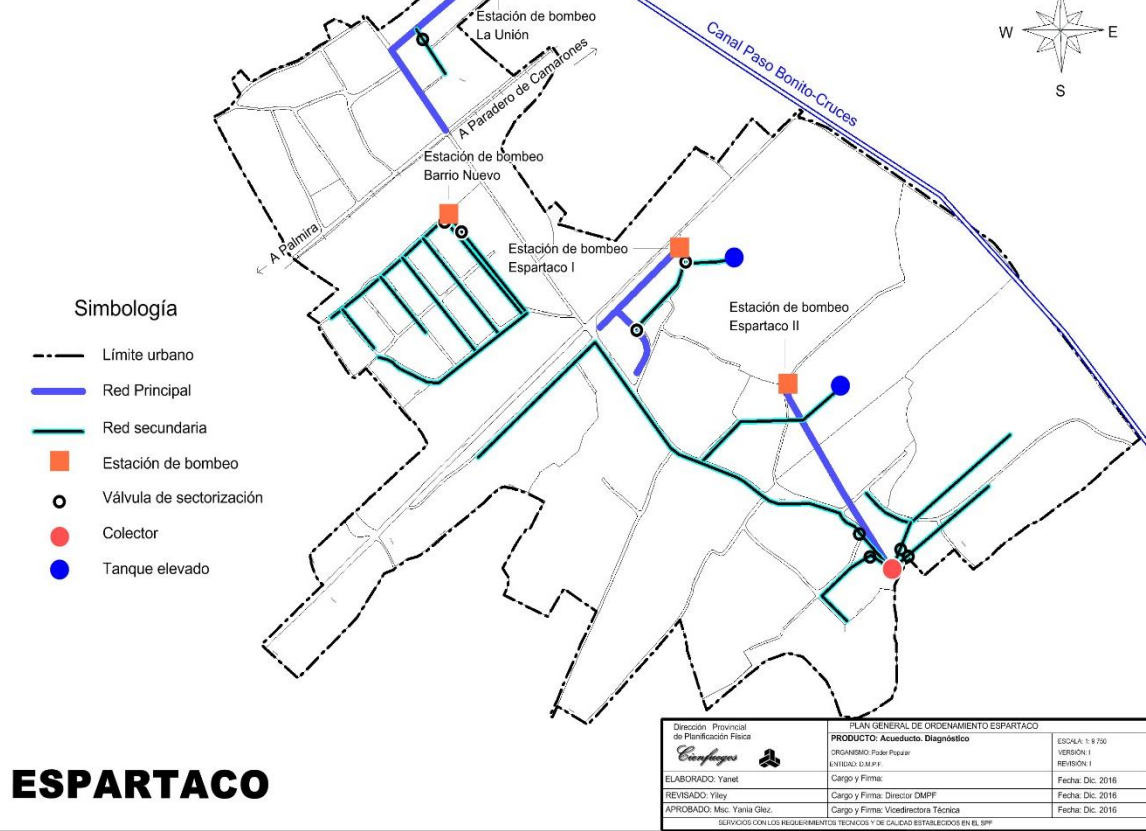 Estación de bombeo
La Unión
Canal Paso Bonito-Cruces
W
E
S
A Paradero de Camarones
Estación de bombeo
Barrio Nuevo
A Palmira
Estación de bombeo
Espartaco I
Estación de bombeo
Espartaco II
Simbología
Límite urbano
Red Principal
Red secundaria
Estación de bombeo
Válvula de sectorización
Colector
Tanque elevado
ESPARTACO
Dirección Provincial
de Planificación Física
Cienfuegos
PLAN GENERAL DE ORDENAMIENTO ESPARTACO
PRODUCTO: Acueducto. Diagnóstico
ORGANISMO: Poder Popular
ENTIDAD: D.M.P.F.
ESCALA: 1: 9 750
VERSIÓN: I
REVISIÓN: I
ELABORADO: Yanet
Cargo y Firma:
Fecha: Dic. 2016
REVISADO: Yiley
Cargo y Firma: Director DMPF
Fecha: Dic. 2016
APROBADO: Msc. Yania Glez.
Cargo y Firma: Vicedirectora Técnica
Fecha: Dic. 2016
SERVICIOS CON LOS REQUERIMIENTOS TECNICOS Y DE CALIDAD ESTABLECIDOS EN EL SPF